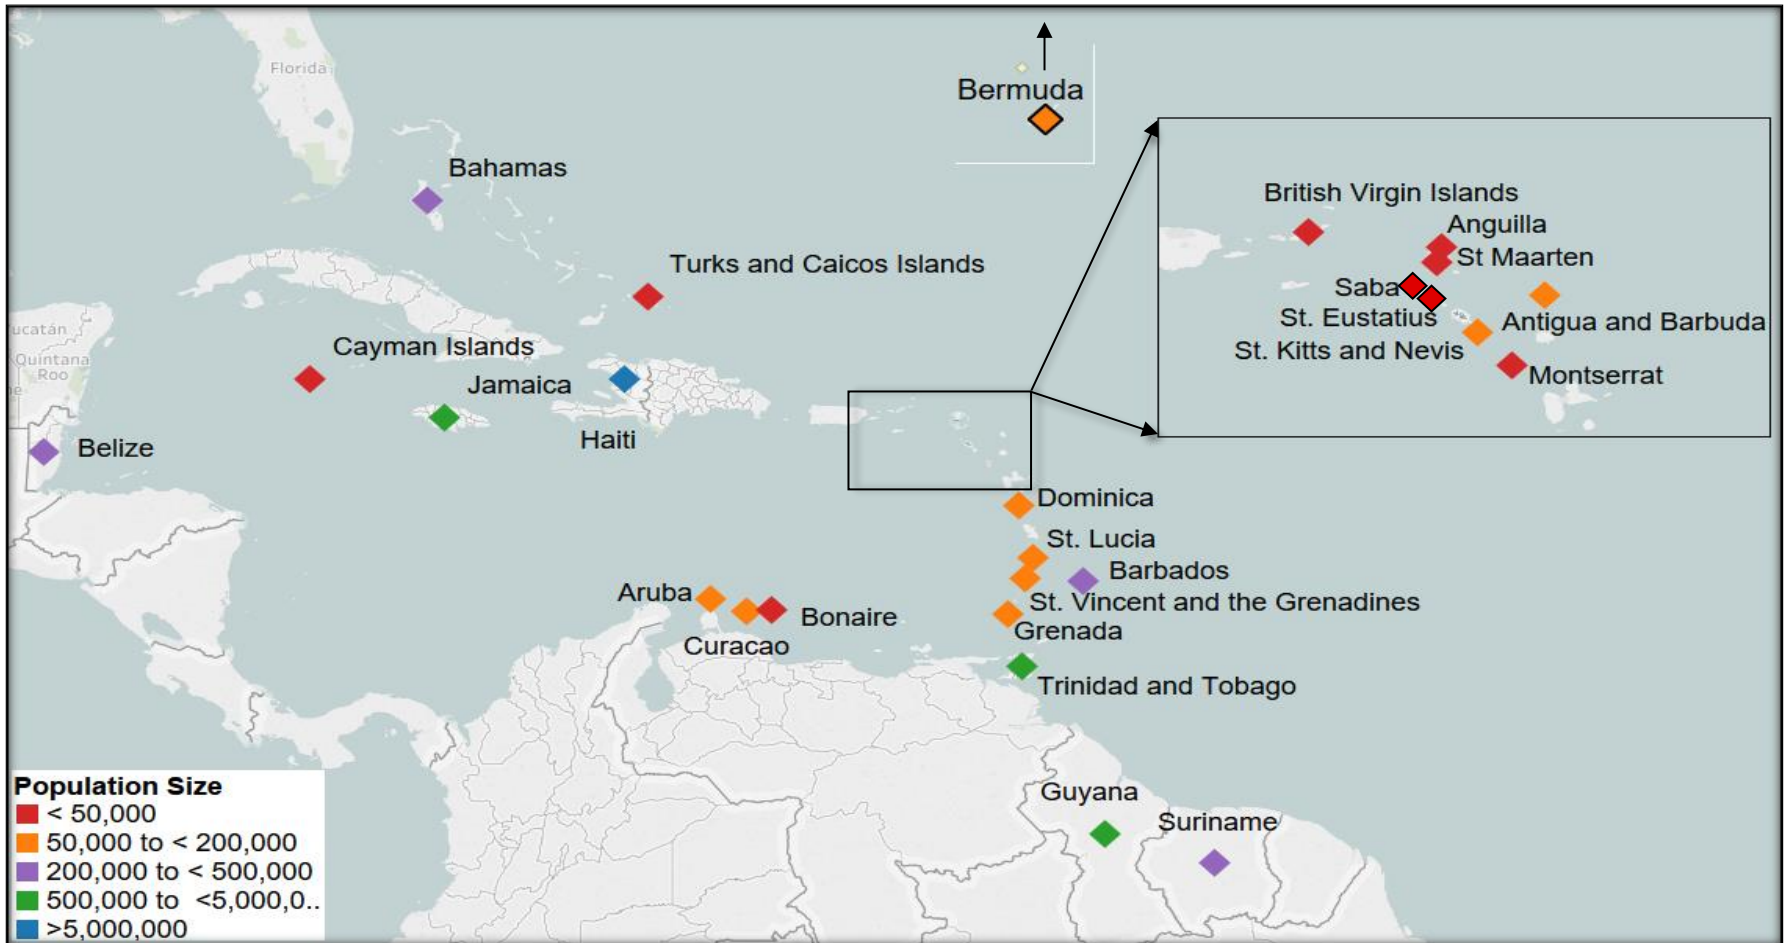 Florida
Bermuda
Bahamas
British Virgin Islands
Anguilla
St Maarten
Turks and Caicos Islands
Saba
St. Eustatius
Antigua and Barbuda
ucatán
Cayman Islands
St. Kitts and Nevis
Quintana
Roo
Jamaica
Montserrat
Haiti
Belize
Dominica
St. Lucia
Barbados
Aruba
St. Vincent and the Grenadines
Bonaire
Grenada
Curacao
Trinidad and Tobago
Guyana
Suriname
Population Size
< 50,000
50,000 to < 200,000
200,000 to < 500,000
500,000 to <5,000,0..
>5,000,000